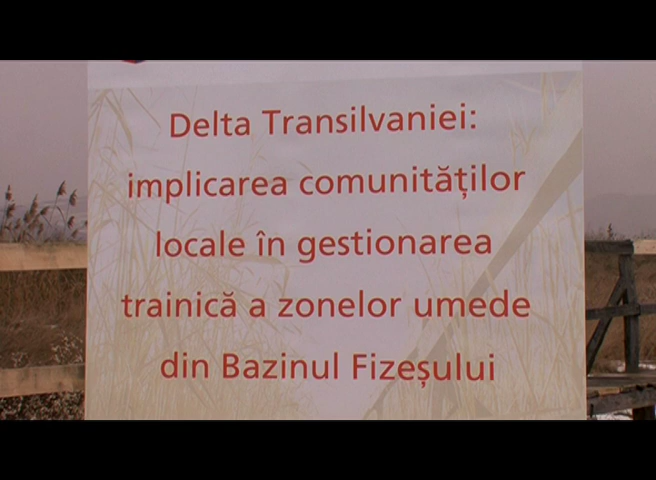 Delta Transilvaniei:
implicarea comunităților
locale în gestionarea
trainică a zonelor umede
din Bazinul Fizeșului